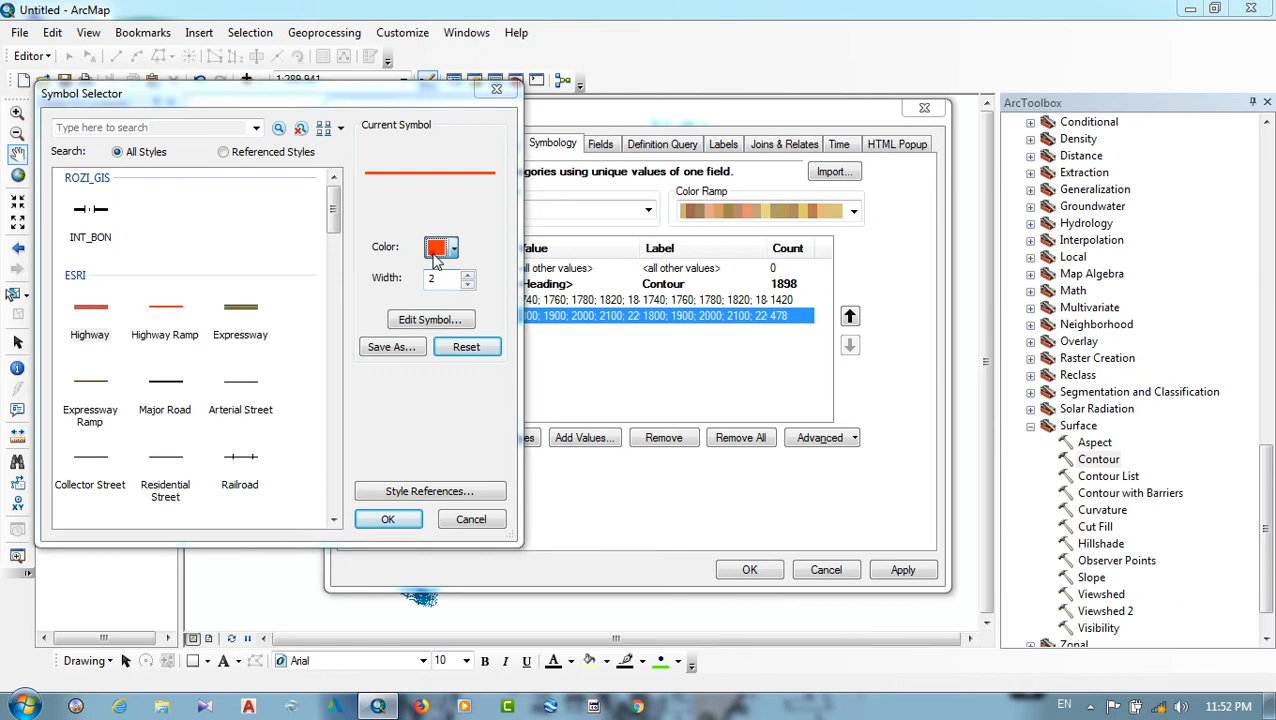 Untitled - ArcMap
File Edit View Bookmarks Insert Selection Geoprocessing Customize Windows Help
Editor
1:289,941
Symbol Selector
Type here to search
Search: All Styles Referenced Styles
ROZI_GIS
INT_BON
ESRI
Highway Highway Ramp Expressway
Expressway Ramp Major Road Arterial Street
Collector Street Residential Street Railroad
Current Symbol
Color:
Width: 2
Edit Symbol...
Save As... Reset
Style References...
OK Cancel
Symbology Fields Definition Query Labels Joins & Relates Time HTML Popup
egories using unique values of one field.
Import...
Color Ramp
alue Label Count
<all other values> <all other values> 0
Heading> Contour 1898
740; 1760; 1780; 1820; 18 1740; 1760; 1780; 1820; 18 1420
00; 1900; 2000; 2100; 22 1800; 1900; 2000; 2100; 22 478
es Add Values... Remove Remove All Advanced
OK Cancel Apply
ArcToolbox
Conditional
Density
Distance
Extraction
Generalization
Groundwater
Hydrology
Interpolation
Local
Map Algebra
Math
Multivariate
Neighborhood
Overlay
Raster Creation
Reclass
Segmentation and Classification
Solar Radiation
Surface
Aspect
Contour
Contour List
Contour with Barriers
Curvature
Cut Fill
Hillshade
Observer Points
Slope
Viewshed
Viewshed 2
Visibility
Zonal
Drawing Arial 10 B I U A
EN 11:52 PM